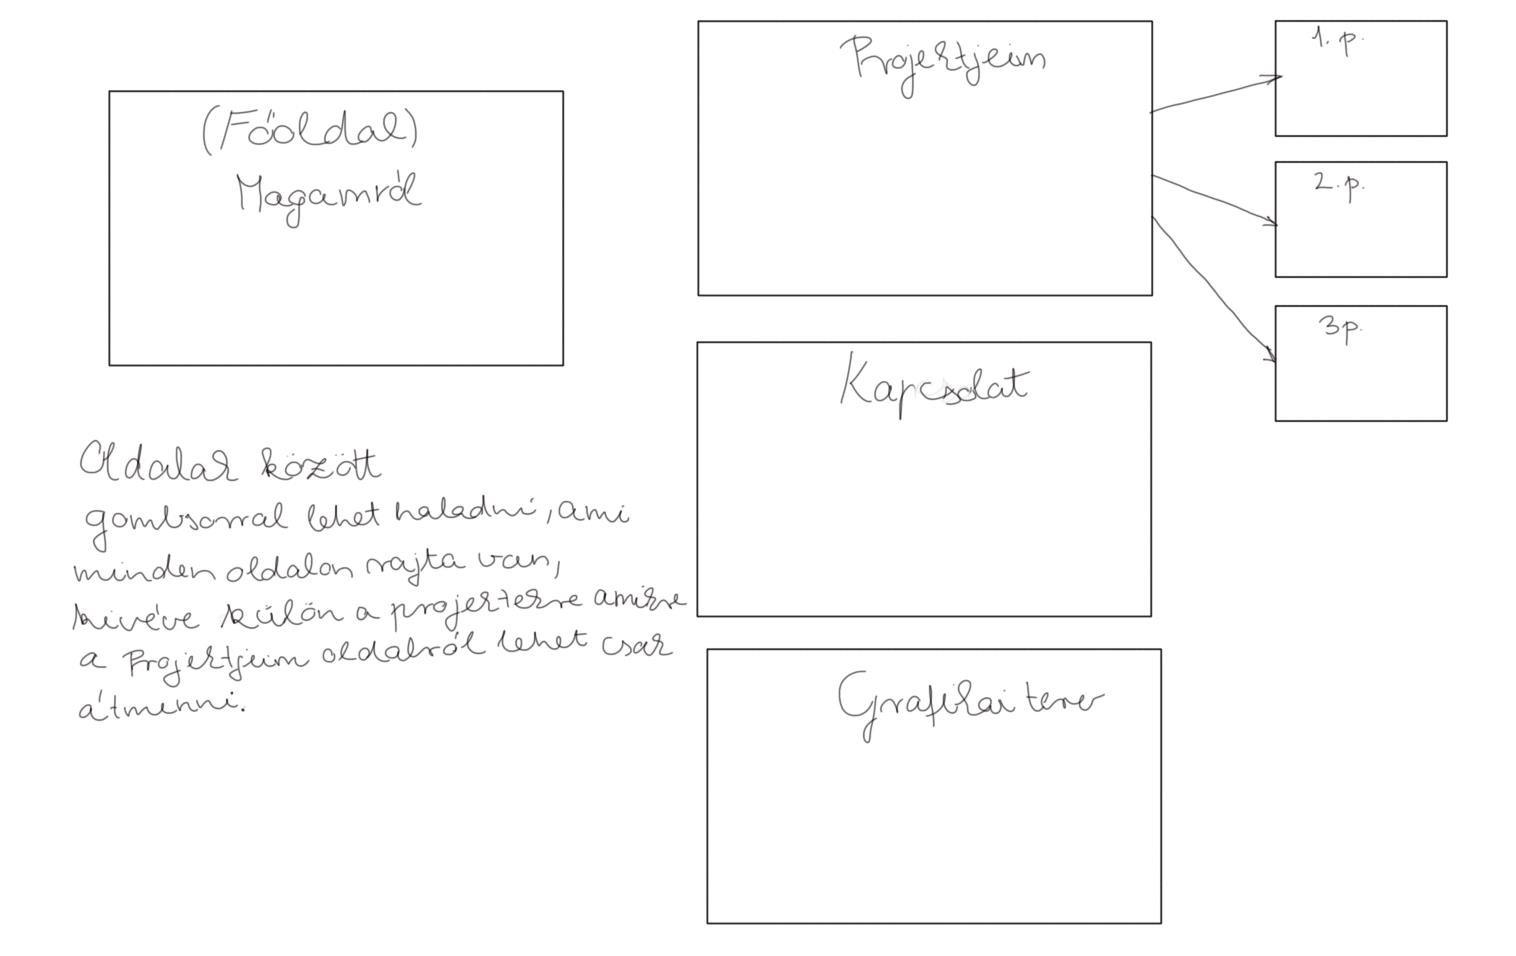 (Főoldal)
Magamról
Projektjeim
1. p.
2. p.
3p.
Kapcsolat
Grafikai terv
Oldalak között
gombsorral lehet haladni, ami
minden oldalon rajta van,
kivéve külön a projektekre amikre
a Projektjeim oldalról lehet csak
átmenni.